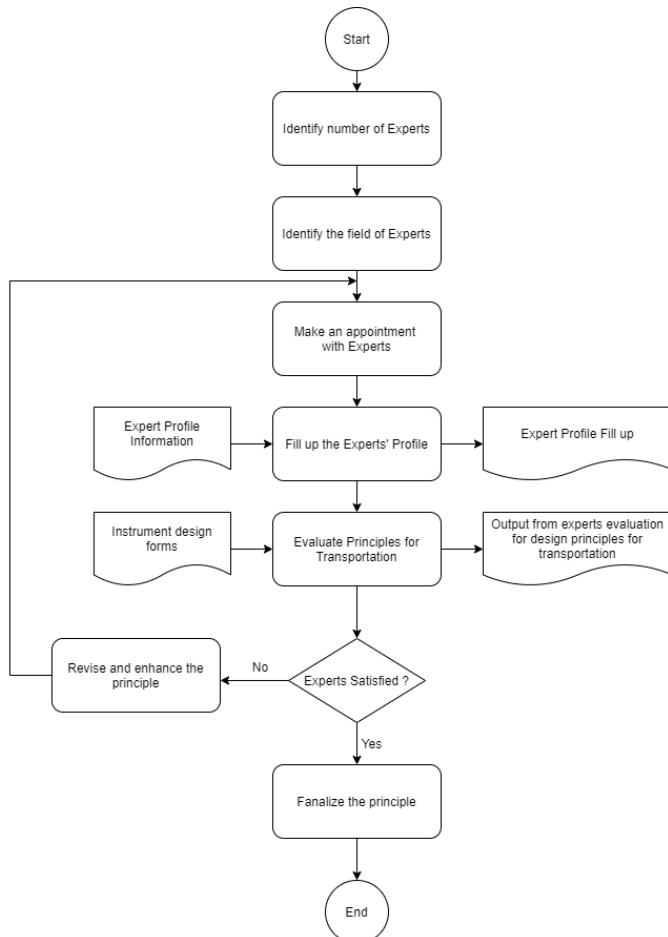 Start
Identify number of Experts
Identify the field of Experts
Make an appointment
with Experts
Expert Profile
Information
Fill up the Experts' Profile
Expert Profile Fill up
Instrument design
forms
Evaluate Principles for
Transportation
Output from experts evaluation
for design principles for
transportation
Revise and enhance the
principle
No
Experts Satisfied ?
Yes
Fanalize the principle
End